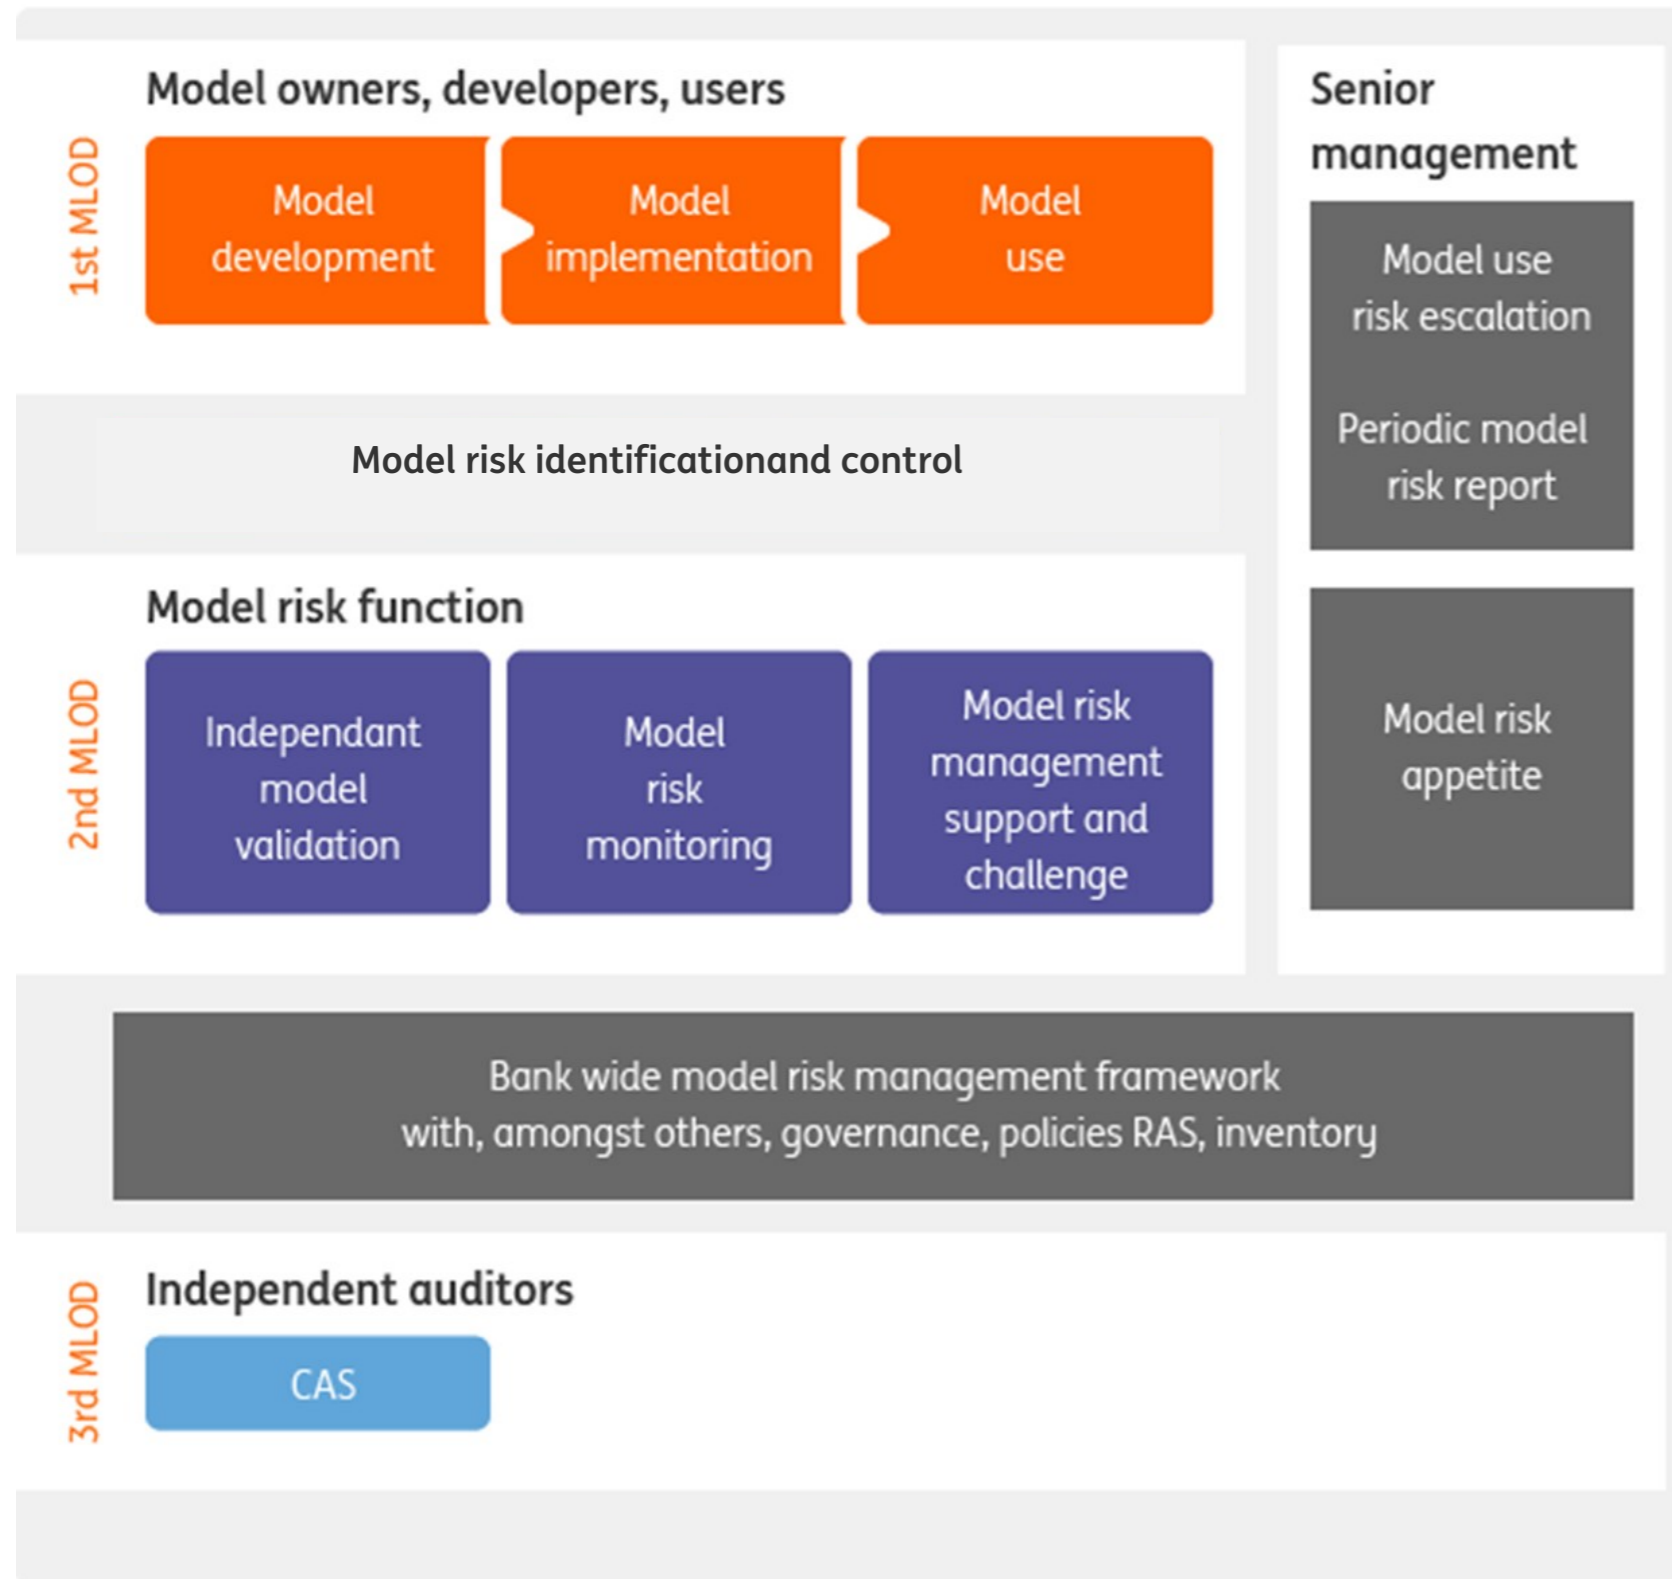 Model owners, developers, users
1st MLOD
Model
development
Model
implementation
Model
use
Model risk identificationand control
Model risk function
2nd MLOD
Independant
model
validation
Model
risk
monitoring
Model risk
management
support and
challenge
Senior
management
Model use
risk escalation
Periodic model
risk report
Model risk
appetite
Bank wide model risk management framework
with, amongst others, governance, policies RAS, inventory
3rd MLOD
Independent auditors
CAS